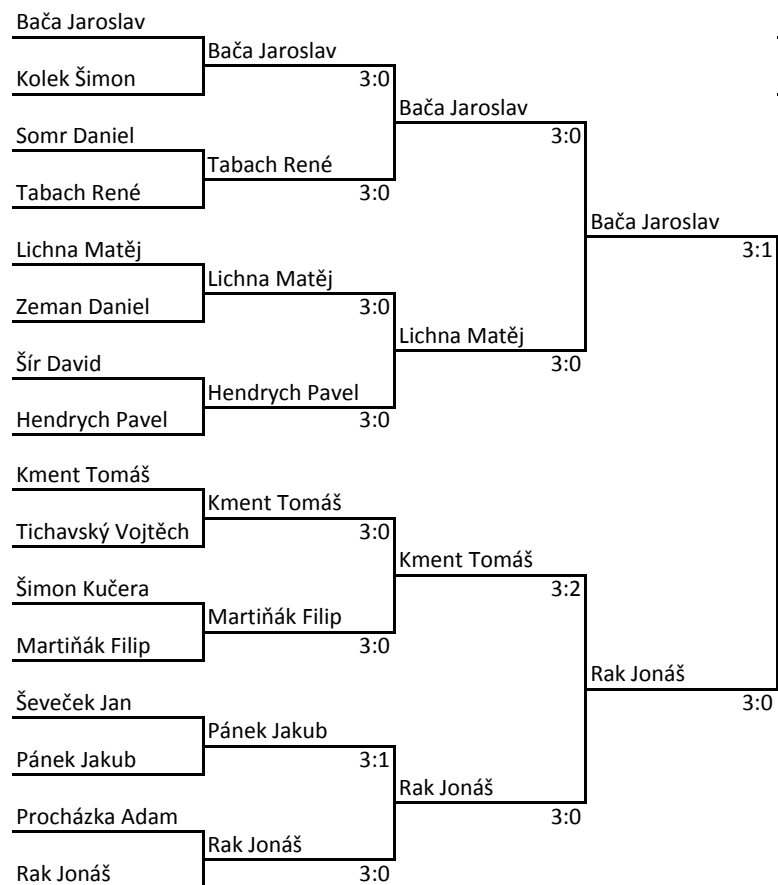 Bača Jaroslav
Bača Jaroslav
Kolek Šimon
3:0
Bača Jaroslav
Somr Daniel
3:0
Tabach René
Tabach René
3:0
Bača Jaroslav
Lichna Matěj
3:1
Lichna Matěj
Zeman Daniel
3:0
Lichna Matěj
Šír David
3:0
Hendrych Pavel
Hendrych Pavel
3:0
Kment Tomáš
Kment Tomáš
Tichavský Vojtěch
3:0
Kment Tomáš
Šimon Kučera
3:2
Martiňák Filip
Martiňák Filip
3:0
Rak Jonáš
Ševeček Jan
3:0
Pánek Jakub
Pánek Jakub
3:1
Rak Jonáš
Procházka Adam
3:0
Rak Jonáš
Rak Jonáš
3:0